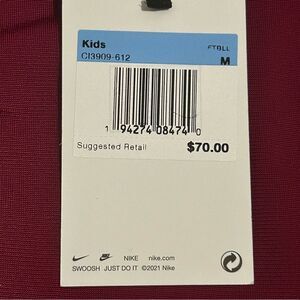 Kids FTBLL
CI3909-612 M
1 94274 08474 0
Suggested Retail $70.00
NIKE nike.com
SWOOSH JUST DO IT ©2021 Nike